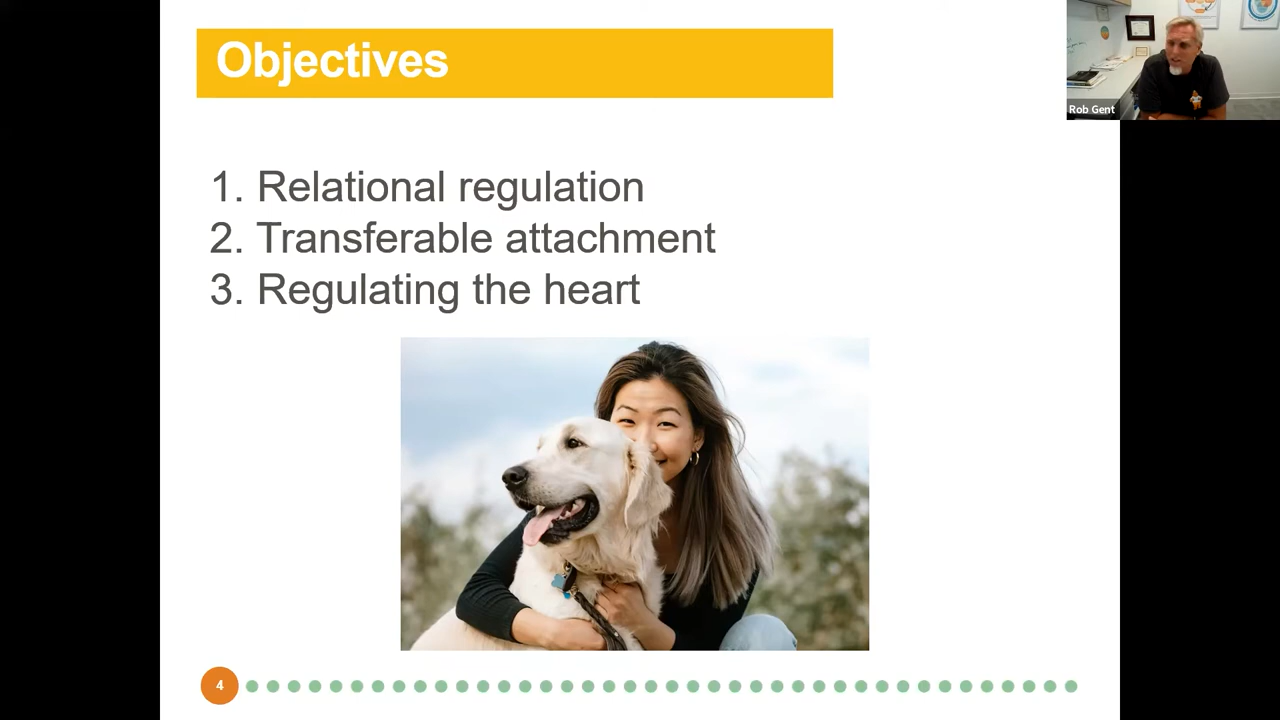 Objectives
Rob Gent
1. Relational regulation
2. Transferable attachment
3. Regulating the heart
4